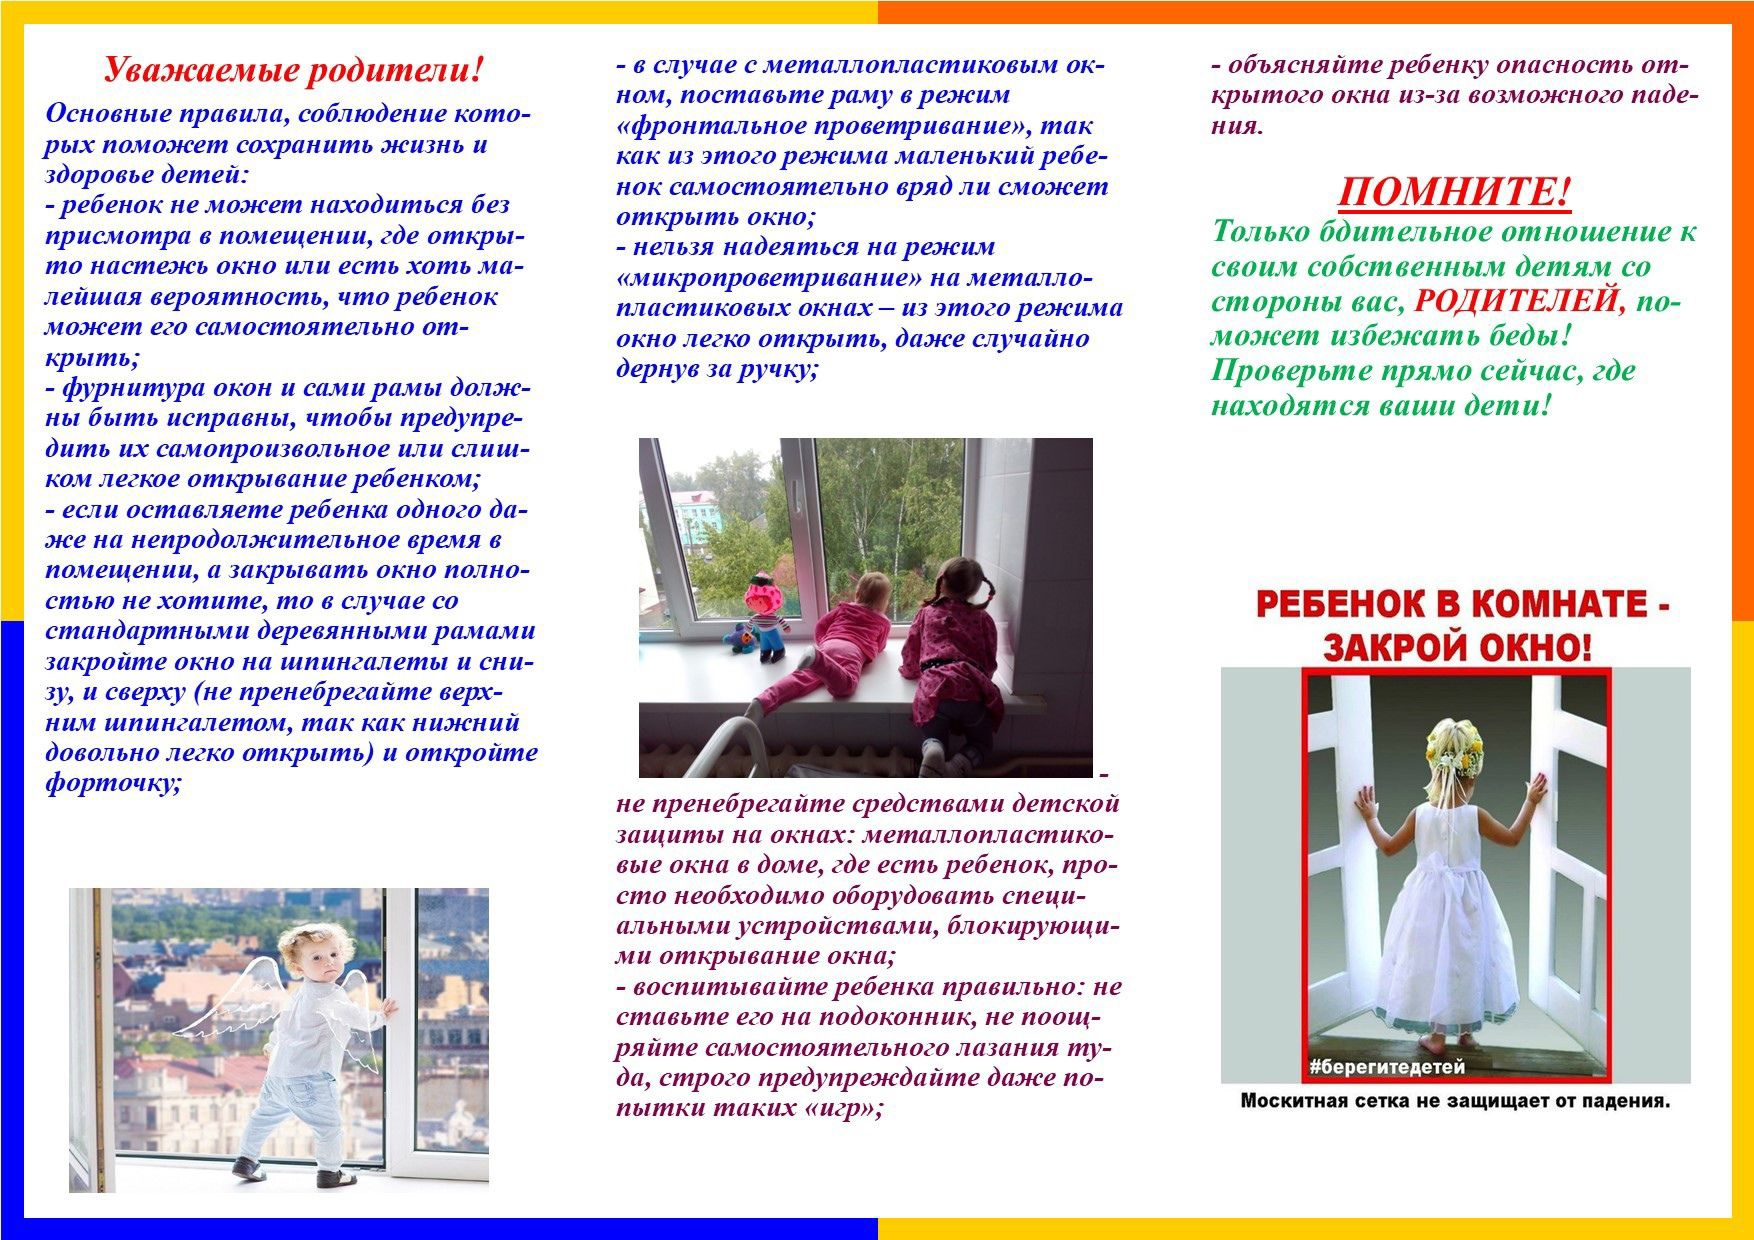 Уважаемые родители!
Основные правила, соблюдение кото-
рых поможет сохранить жизнь и
здоровье детей:
- ребенок не может находиться без
присмотра в помещении, где откры-
то настежь окно или есть хоть ма-
лейшая вероятность, что ребенок
может его самостоятельно от-
крыть;
- фурнитура окон и сами рамы долж-
ны быть исправны, чтобы предупре-
дить их самопроизвольное или слиш-
ком легкое открывание ребенком;
- если оставляете ребенка одного да-
же на непродолжительное время в
помещении, а закрывать окно полно-
стью не хотите, то в случае со
стандартными деревянными рамами
закройте окно на шпингалеты и сни-
зу, и сверху (не пренебрегайте верх-
ним шпингалетом, так как нижний
довольно легко открыть) и откройте
форточку;
- в случае с металлопластиковым ок-
ном, поставьте раму в режим
«фронтальное проветривание», так
как из этого режима маленький ребе-
нок самостоятельно вряд ли сможет
открыть окно;
- нельзя надеяться на режим
«микропроветривание» на металло-
пластиковых окнах – из этого режима
окно легко открыть, даже случайно
дернув за ручку;
-
не пренебрегайте средствами детской
защиты на окнах: металлопластико-
вые окна в доме, где есть ребенок, про-
сто необходимо оборудовать специ-
альными устройствами, блокирующи-
ми открывание окна;
- воспитывайте ребенка правильно: не
ставьте его на подоконник, не поощ-
ряйте самостоятельного лазания ту-
да, строго предупреждайте даже по-
пытки таких «игр»;
- объясняйте ребенку опасность от-
крытого окна из-за возможного паде-
ния.
ПОМНИТЕ!
Только бдительное отношение к
своим собственным детям со
стороны вас, РОДИТЕЛЕЙ, по-
может избежать беды!
Проверьте прямо сейчас, где
находятся ваши дети!
РЕБЕНОК В КОМНАТЕ -
ЗАКРОЙ ОКНО!
#берегитедетей
Москитная сетка не защищает от падения.